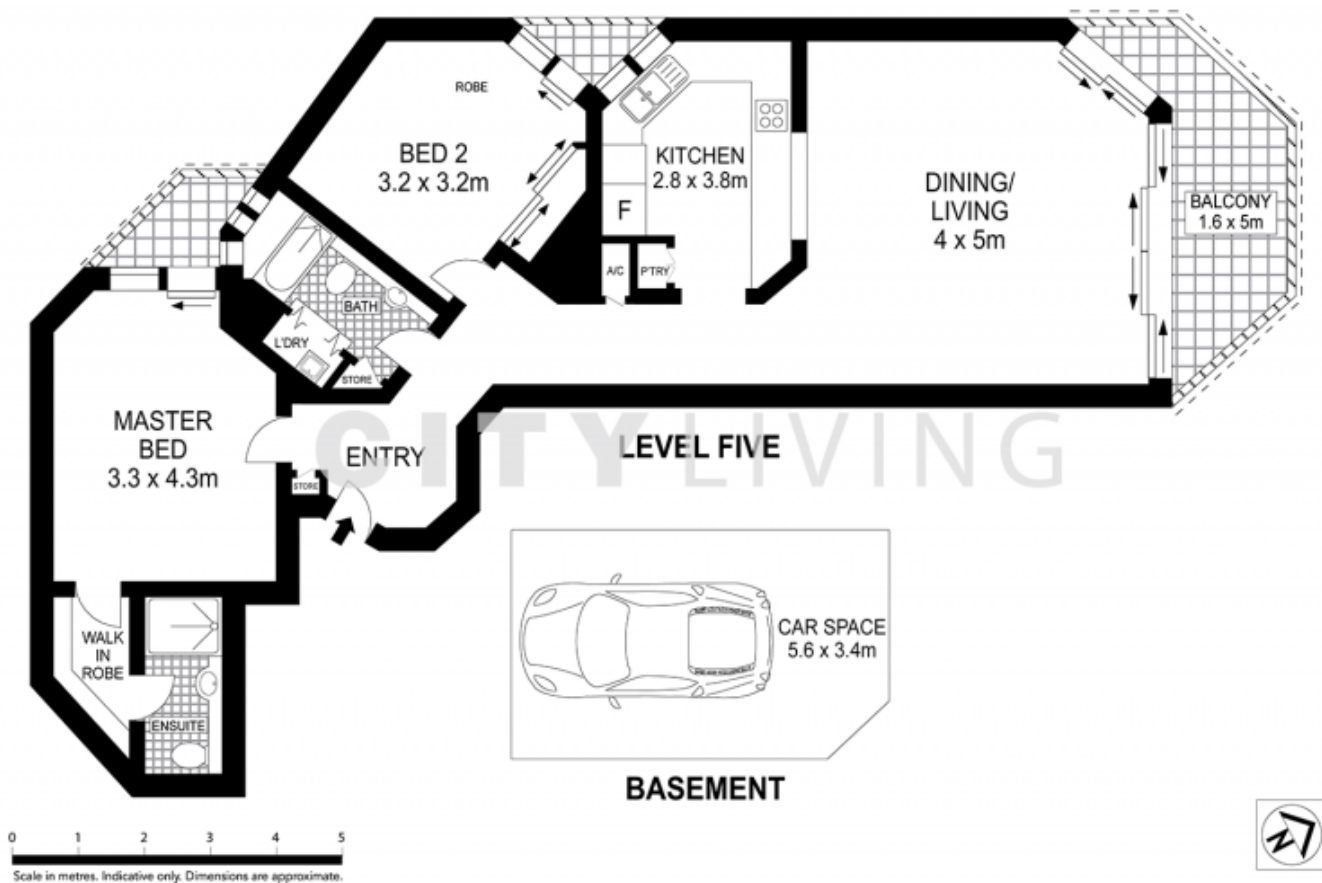 ROBE
BED 2
3.2 x 3.2m
KITCHEN
2.8 x 3.8m
F
A/C
P'TRY
DINING/
LIVING
4 x 5m
BALCONY
1.6 x 5m
BATH
L'DRY
STORE
MASTER
BED
3.3 x 4.3m
ENTRY
STORE
CITY LIVING
LEVEL FIVE
WALK
IN
ROBE
ENSUITE
CAR SPACE
5.6 x 3.4m
BASEMENT
0 1 2 3 4 5
Scale in metres. Indicative only. Dimensions are approximate.
N